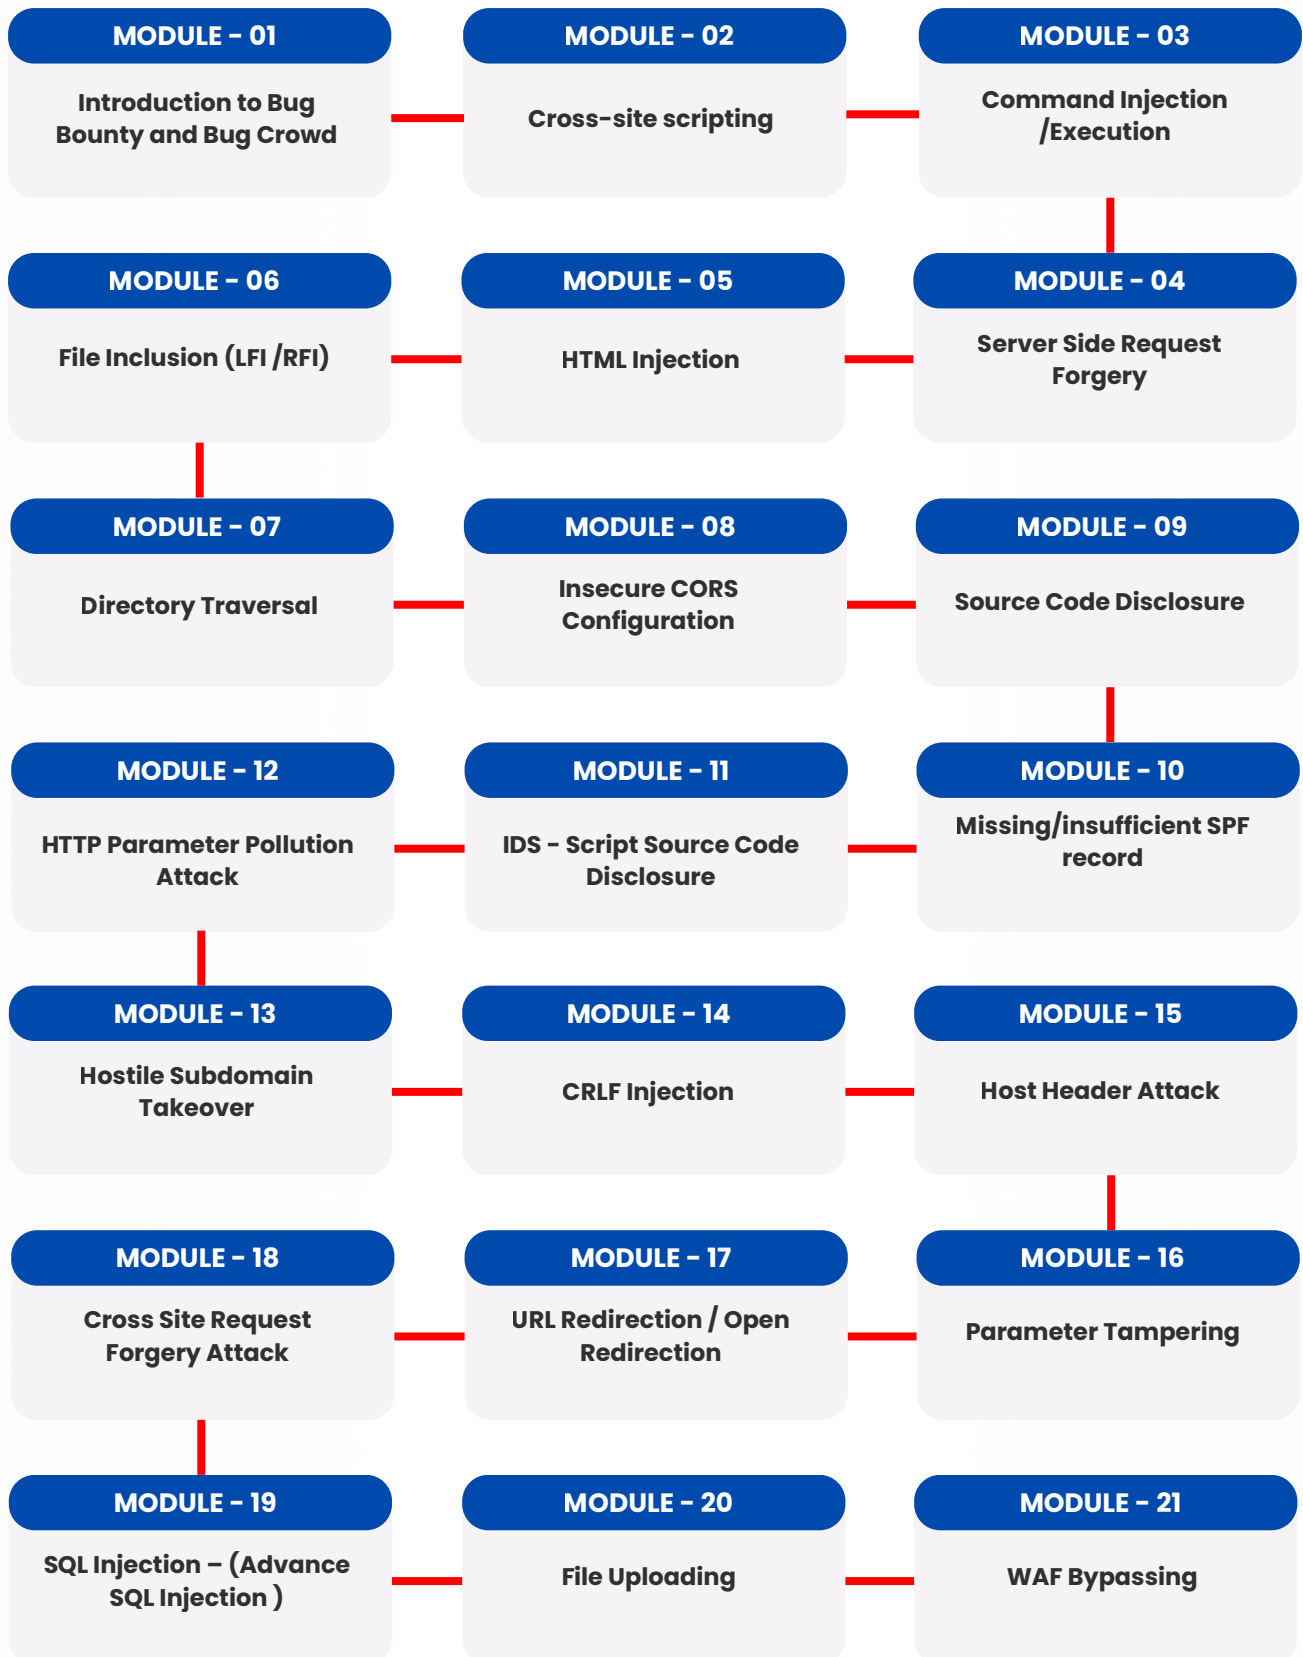 MODULE - 01
Introduction to Bug
Bounty and Bug Crowd
MODULE - 02
Cross-site scripting
MODULE - 03
Command Injection
/Execution
MODULE - 06
File Inclusion (LFI /RFI)
MODULE - 05
HTML Injection
MODULE - 04
Server Side Request
Forgery
MODULE - 07
Directory Traversal
MODULE - 08
Insecure CORS
Configuration
MODULE - 09
Source Code Disclosure
MODULE - 12
HTTP Parameter Pollution
Attack
MODULE - 11
IDS - Script Source Code
Disclosure
MODULE - 10
Missing/insufficient SPF
record
MODULE - 13
Hostile Subdomain
Takeover
MODULE - 14
CRLF Injection
MODULE - 15
Host Header Attack
MODULE - 18
Cross Site Request
Forgery Attack
MODULE - 17
URL Redirection / Open
Redirection
MODULE - 16
Parameter Tampering
MODULE - 19
SQL Injection – (Advance
SQL Injection )
MODULE - 20
File Uploading
MODULE - 21
WAF Bypassing